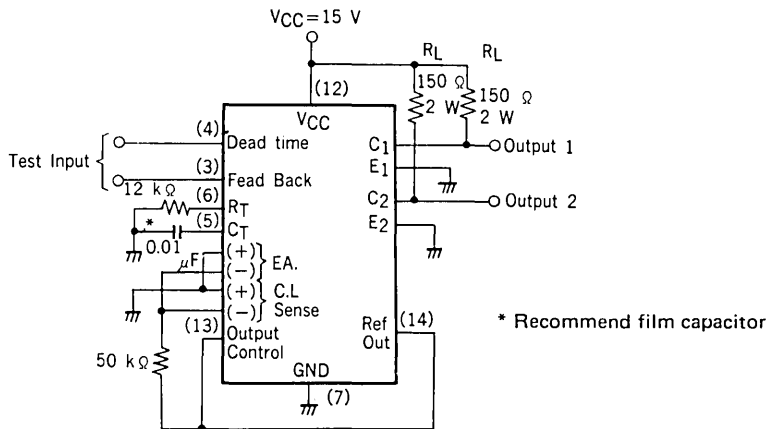 VCC=15 V
RL
RL
(12)
150 Ω
2 W
150 Ω
2 W
VCC
(4)
Dead time
C1
Output 1
Test Input
(3)
Fead Back
E1
12 kΩ
(6)
RT
C2
Output 2
*
(5)
CT
E2
0.01
μF
(+)
(−)
EA.
(+)
(−)
C.L
Sense
(13)
Output
Control
Ref
Out
(14)
* Recommend film capacitor
50 kΩ
GND
(7)